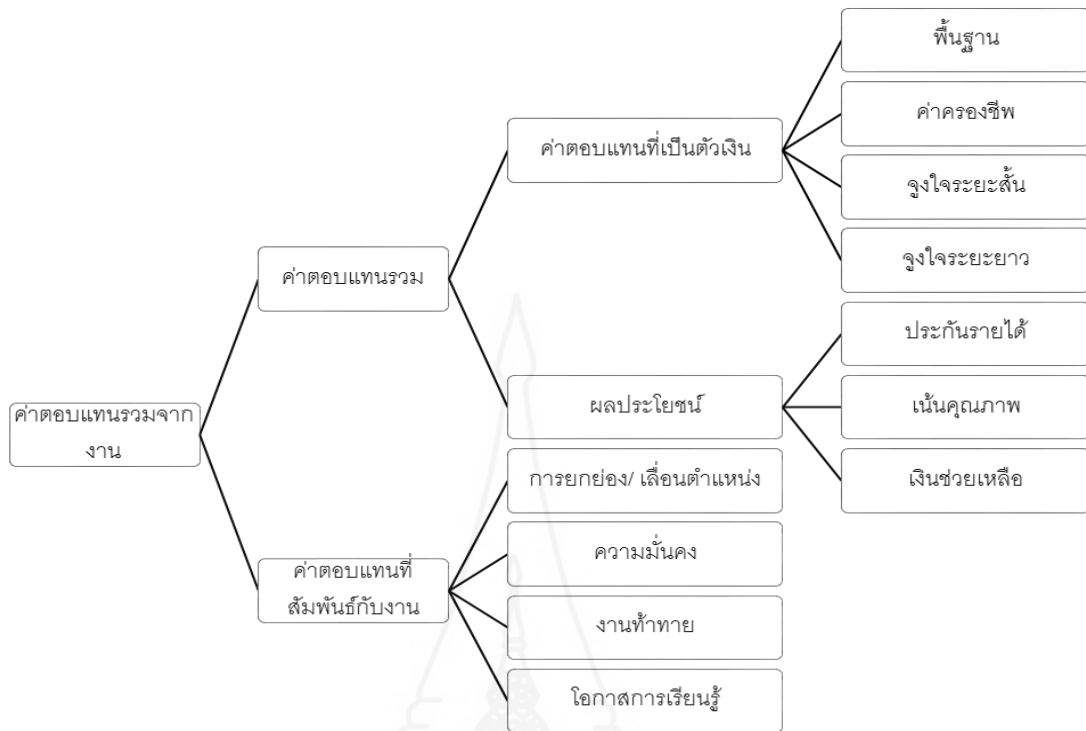 พื้นฐาน
ค่าครองชีพ
ค่าตอบแทนที่เป็นตัวเงิน
จูงใจระยะสั้น
จูงใจระยะยาว
ค่าตอบแทนรวม
ประกันรายได้
ผลประโยชน์
เน้นคุณภาพ
เงินช่วยเหลือ
ค่าตอบแทนรวมจาก
งาน
การยกย่อง/ เลื่อนตำแหน่ง
ความมั่นคง
ค่าตอบแทนที่
สัมพันธ์กับงาน
งานท้าทาย
โอกาสการเรียนรู้